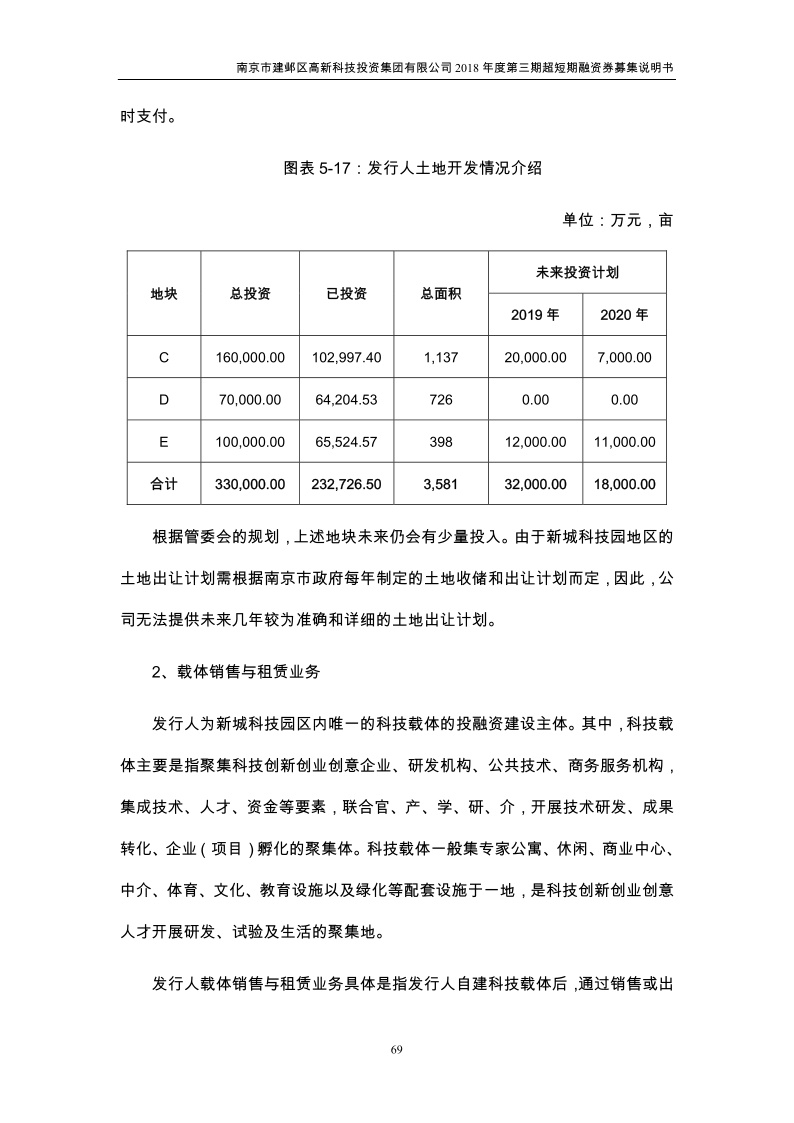 南京市建邺区高新科技投资集团有限公司 2018 年度第三期超短期融资券募集说明书
时支付。
图表 5-17：发行人土地开发情况介绍
单位：万元，亩
地块 总投资 已投资 总面积 未来投资计划
2019 年 2020 年
C 160,000.00 102,997.40 1,137 20,000.00 7,000.00
D 70,000.00 64,204.53 726 0.00 0.00
E 100,000.00 65,524.57 398 12,000.00 11,000.00
合计 330,000.00 232,726.50 3,581 32,000.00 18,000.00
根据管委会的规划，上述地块未来仍会有少量投入。由于新城科技园地区的
土地出让计划需根据南京市政府每年制定的土地收储和出让计划而定，因此，公
司无法提供未来几年较为准确和详细的土地出让计划。
2、载体销售与租赁业务
发行人为新城科技园区内唯一的科技载体的投融资建设主体。其中，科技载
体主要是指聚集科技创新创业创意企业、研发机构、公共技术、商务服务机构，
集成技术、人才、资金等要素，联合官、产、学、研、介，开展技术研发、成果
转化、企业（项目）孵化的聚集体。科技载体一般集专家公寓、休闲、商业中心、
中介、体育、文化、教育设施以及绿化等配套设施于一地，是科技创新创业创意
人才开展研发、试验及生活的聚集地。
发行人载体销售与租赁业务具体是指发行人自建科技载体后，通过销售或出
69